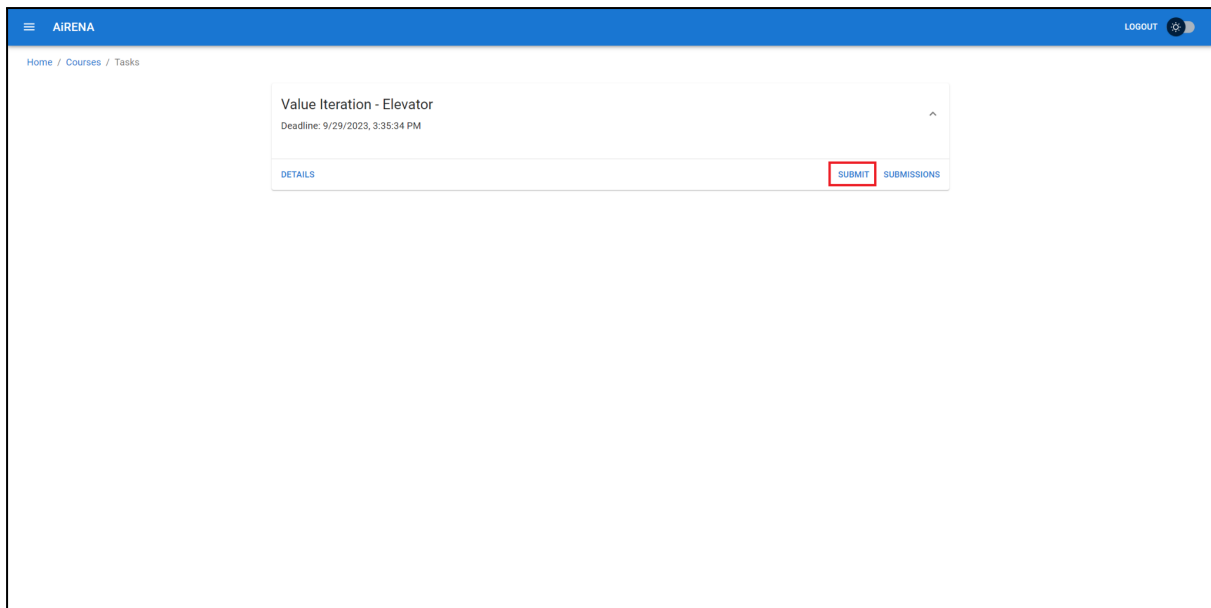 AiRENA
LOGOUT
Home / Courses / Tasks
Value Iteration - Elevator
Deadline: 9/29/2023, 3:35:34 PM
DETAILS
SUBMIT SUBMISSIONS